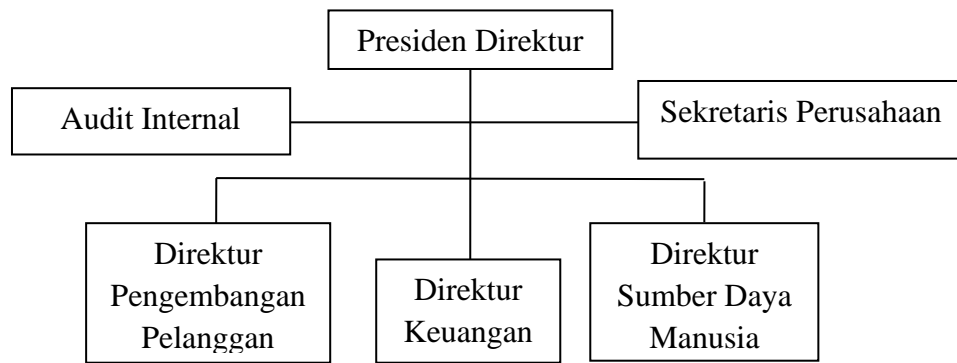 Presiden Direktur
Audit Internal
Sekretaris Perusahaan
Direktur
Pengembangan
Pelanggan
Direktur
Keuangan
Direktur
Sumber Daya
Manusia